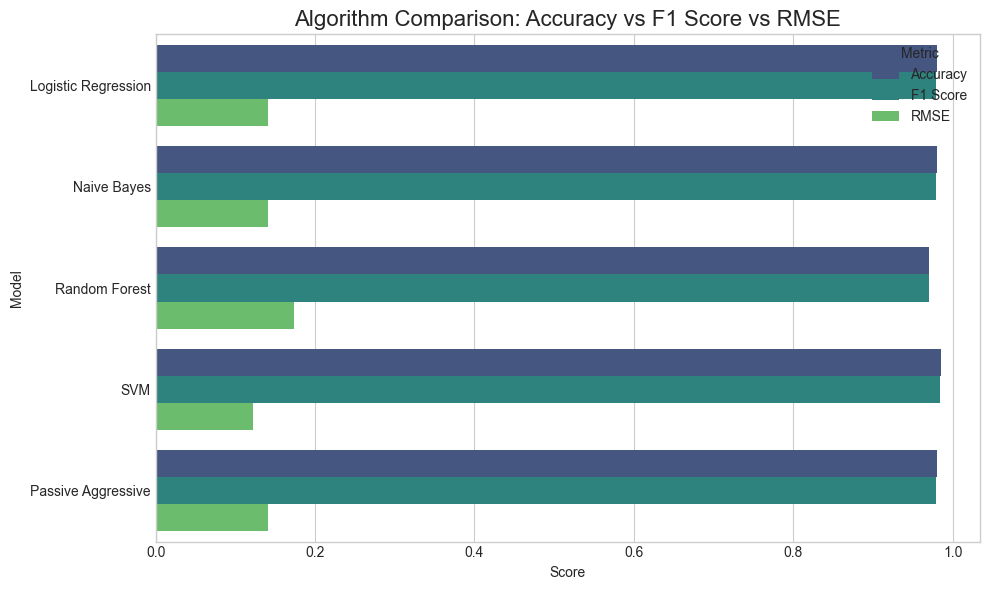 Algorithm Comparison: Accuracy vs F1 Score vs RMSE
Metric
Accuracy
F1 Score
RMSE
Model
Logistic Regression
Naive Bayes
Random Forest
SVM
Passive Aggressive
0.0 0.2 0.4 0.6 0.8 1.0
Score